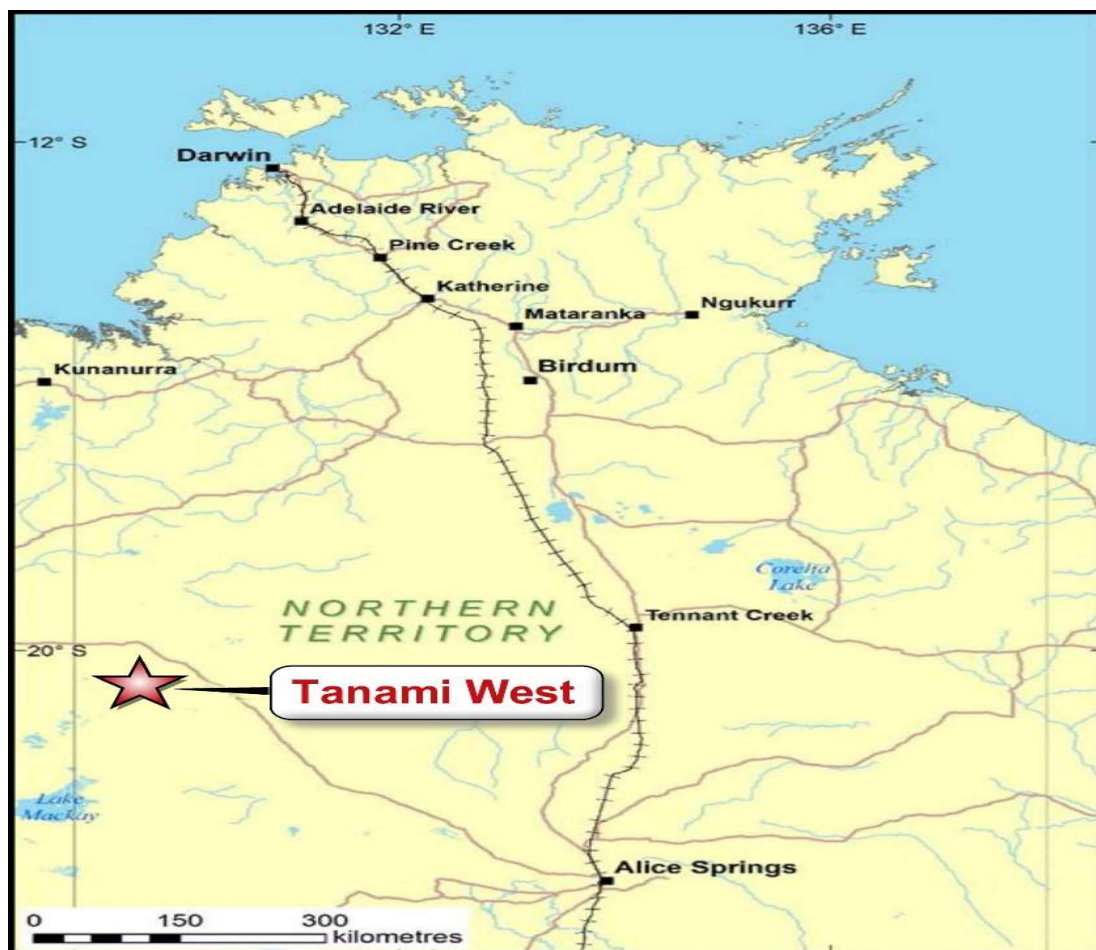 132° E
136° E
12° S
Darwin
Adelaide River
Pine Creek
Katherine
Mataranka
Ngukurr
Kunanurra
Birdum
Corella
Lake
NORTHERN
TERRITORY
Tennant Creek
20° S
Tanami West
Lake
Mackay
Alice Springs
0
150
300
kilometres